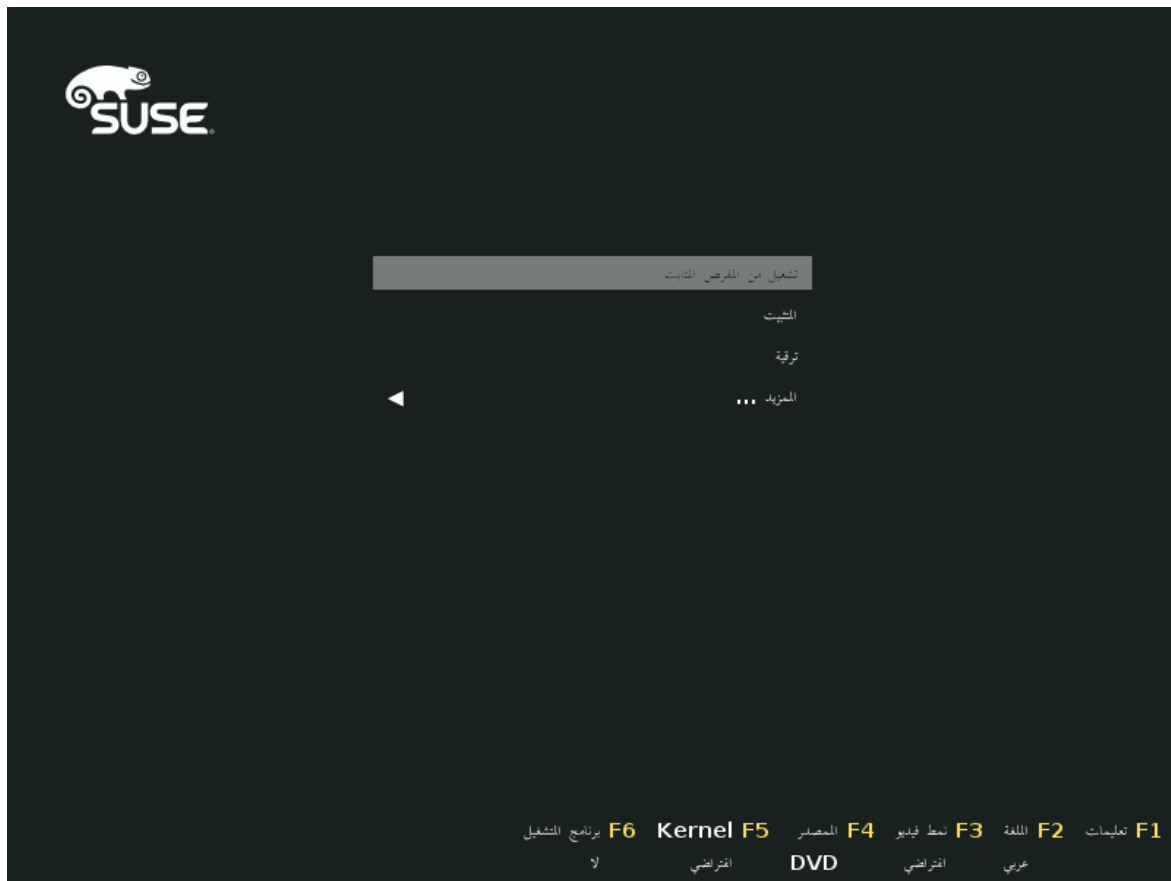 SUSE
تشغيل من القرص الثابت
التثبيت
ترقية
المزيد ...
F1 تعليمات F2 اللغة F3 نمط فيديو F4 المصدر F5 Kernel F6 برنامج التشغيل
عربي افتراضي DVD افتراضي لا